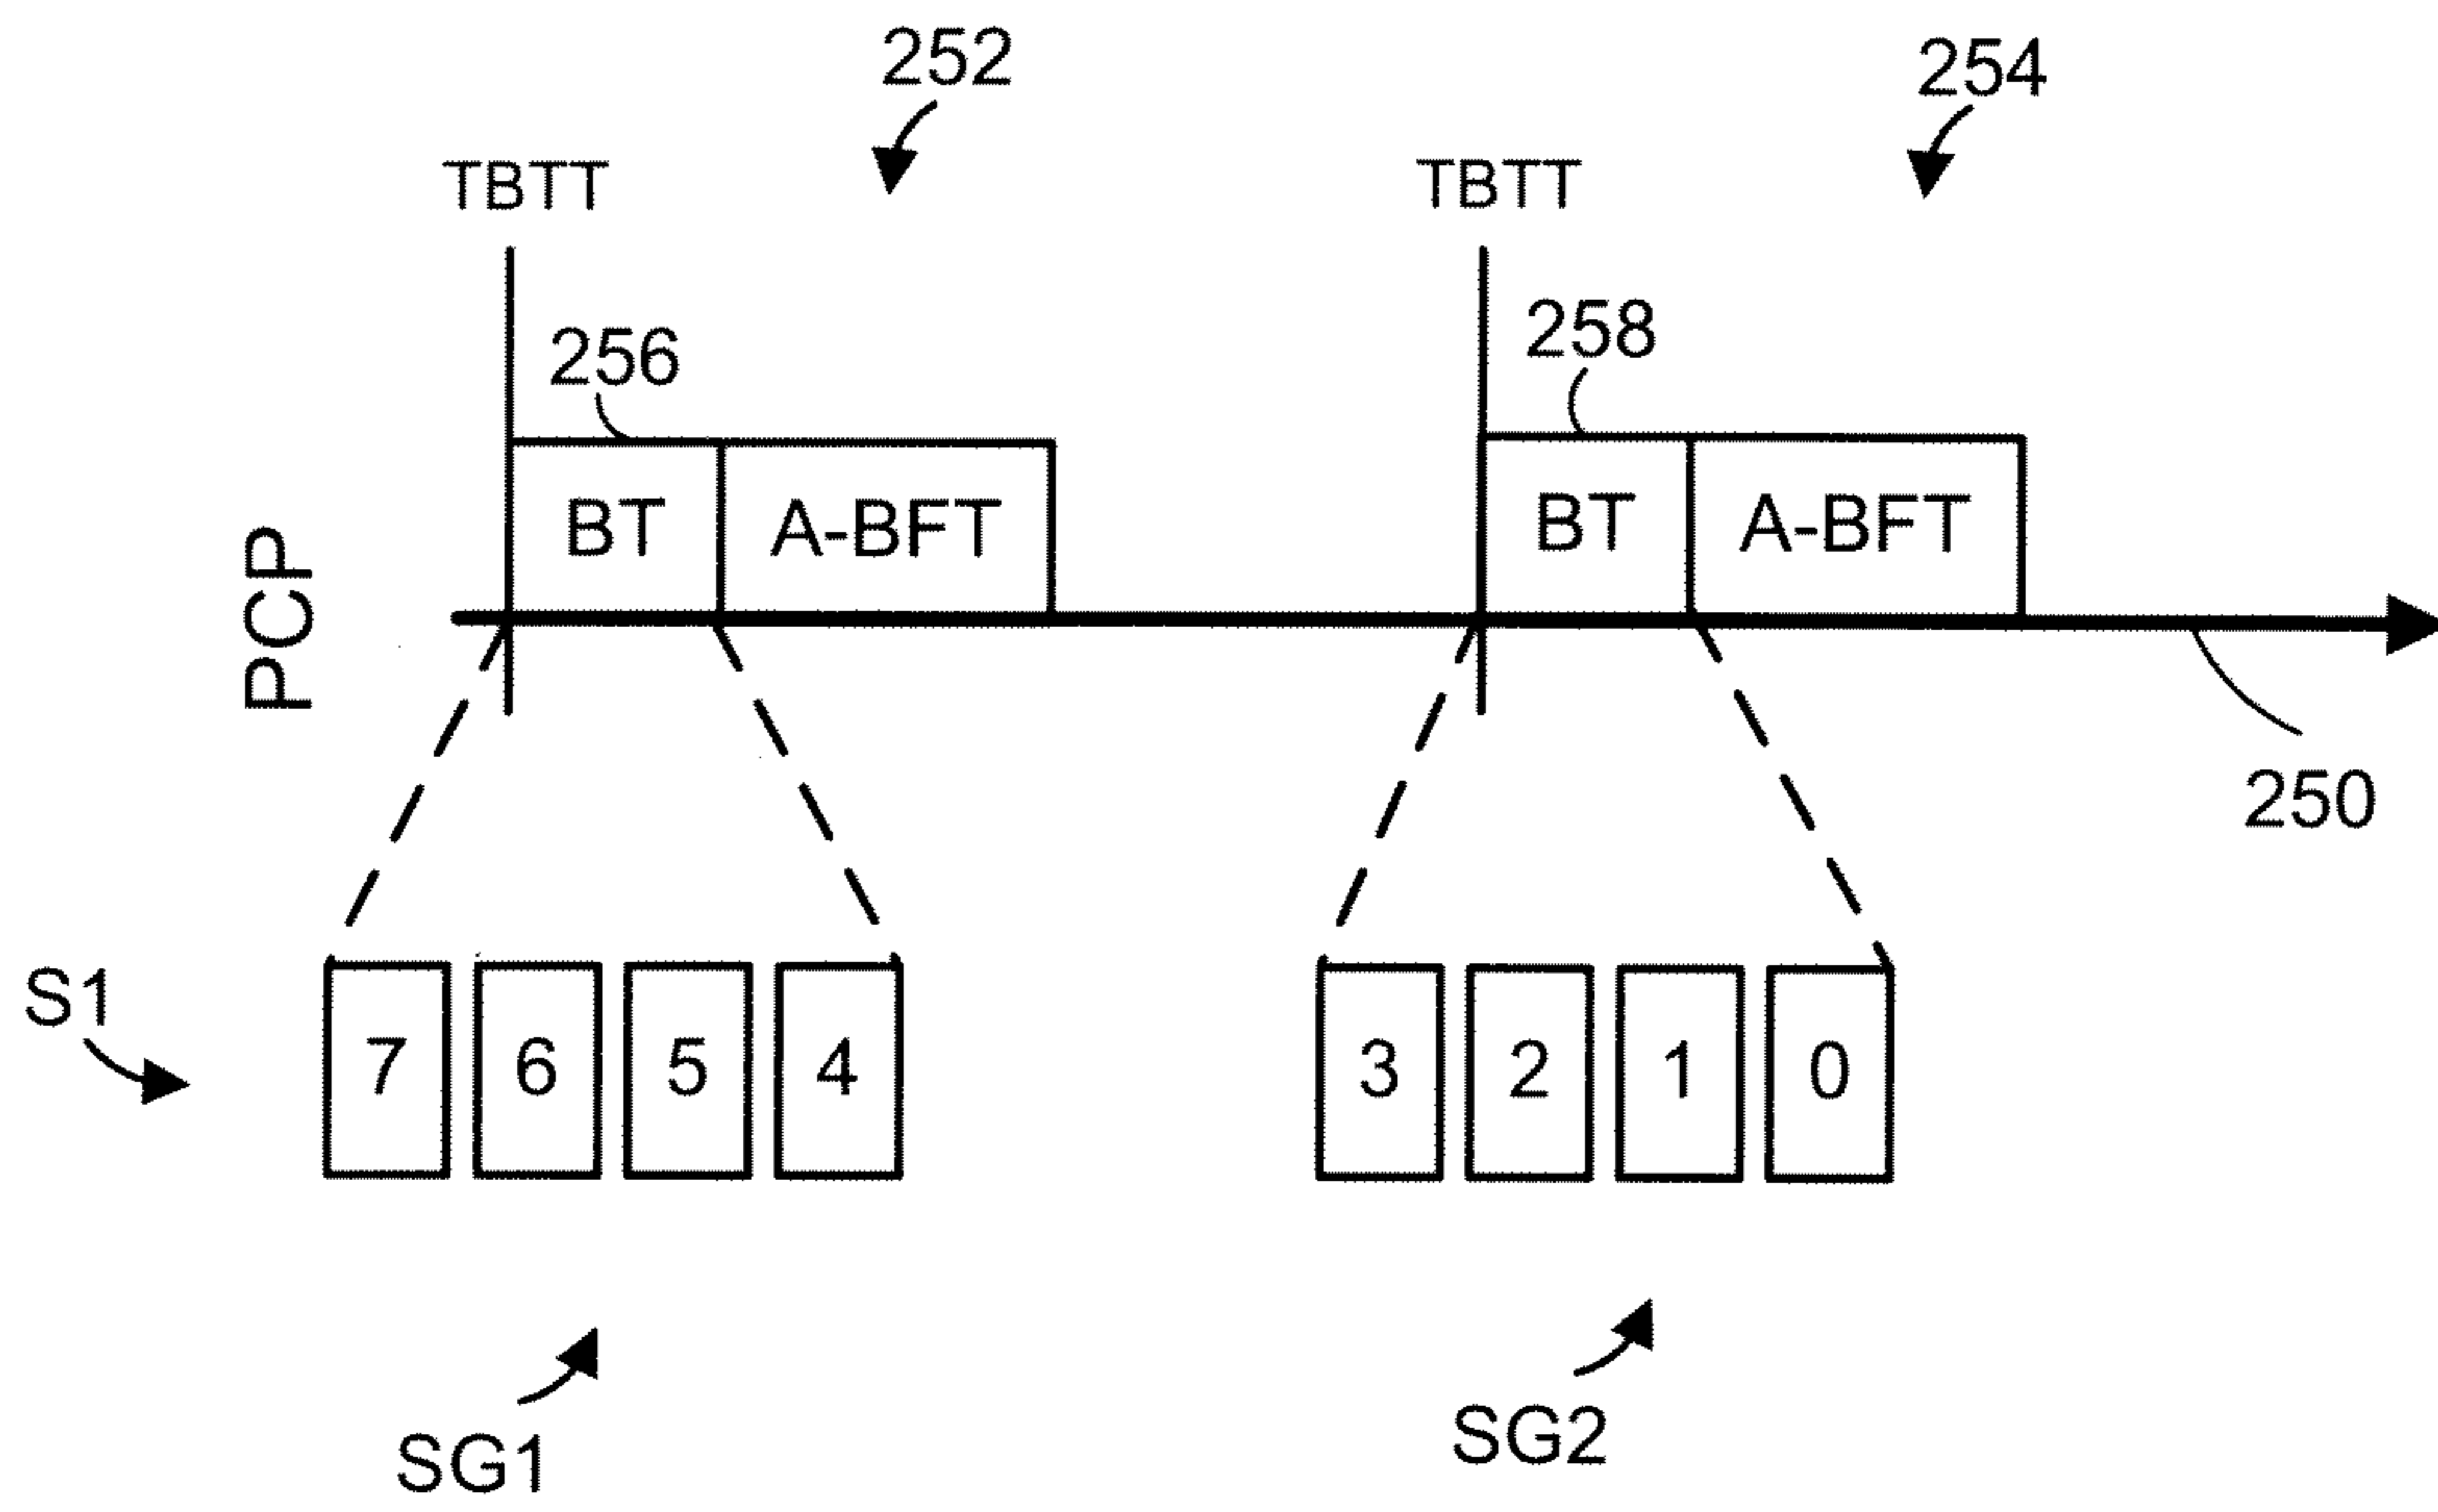 252
254
TBTT
TBTT
256
258
BT
A-BFT
BT
A-BFT
PCP
250
S1
7 6 5 4
3 2 1 0
SG1
SG2